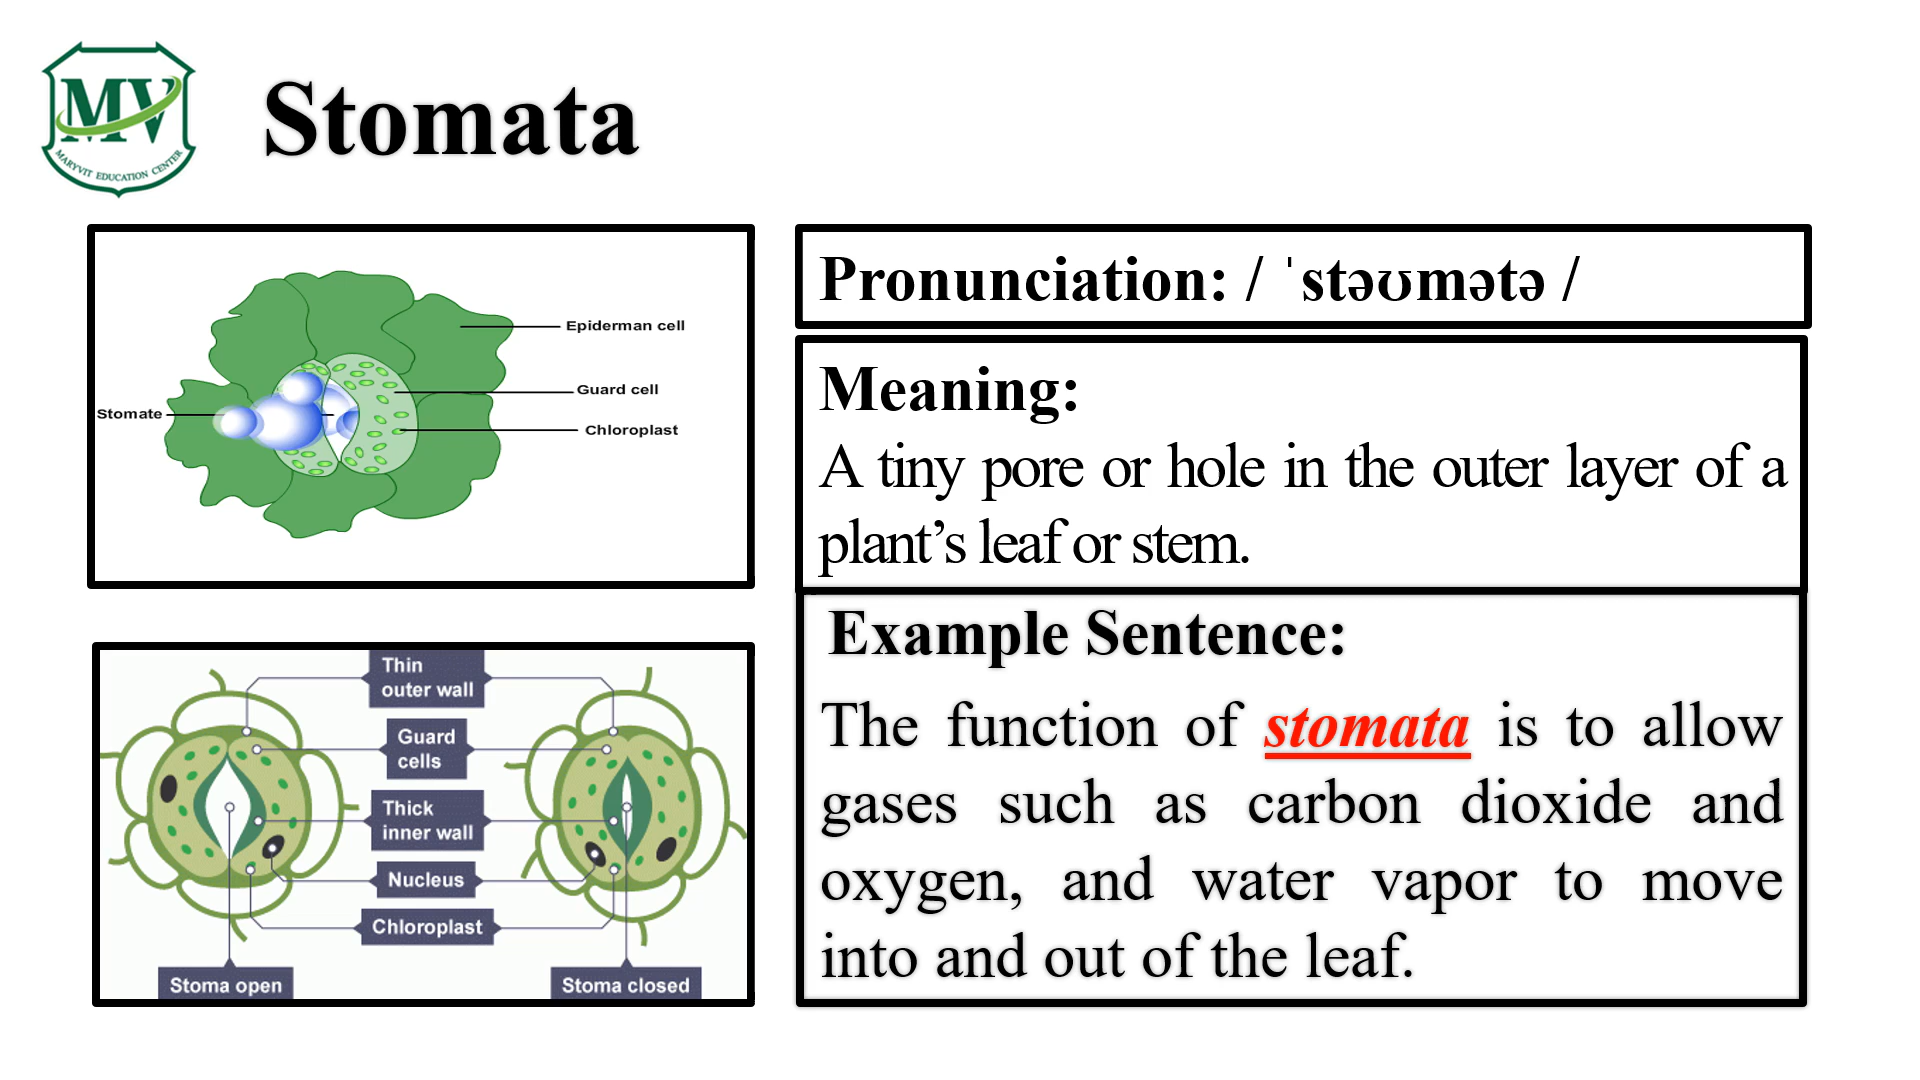 MV
MARYVIT EDUCATION CENTER
Stomata
Epiderman cell
Guard cell
Stomate
Chloroplast
Pronunciation: / ˈstəʊmətə /
Meaning:
A tiny pore or hole in the outer layer of a
plant’s leaf or stem.
Thin
outer wall
Guard
cells
Thick
inner wall
Nucleus
Chloroplast
Stoma open
Stoma closed
Example Sentence:
The function of stomata is to allow
gases such as carbon dioxide and
oxygen, and water vapor to move
into and out of the leaf.